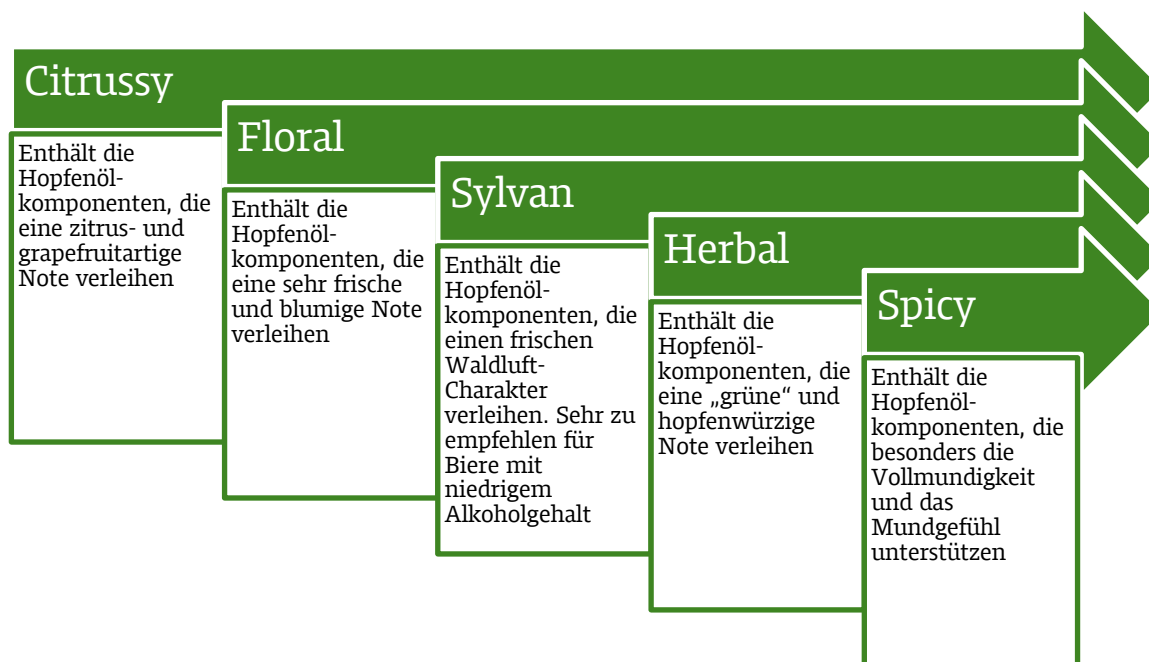 Citrussy
Enthält die
Hopfenöl-
komponenten, die
eine zitrus- und
grapefruitartige
Note verleihen
Floral
Enthält die
Hopfenöl-
komponenten, die
eine sehr frische
und blumige Note
verleihen
Sylvan
Enthält die
Hopfenöl-
komponenten, die
einen frischen
Waldluft-
Charakter
verleihen. Sehr zu
empfehlen für
Biere mit
niedrigem
Alkoholgehalt
Herbal
Enthält die
Hopfenöl-
komponenten, die
eine „grüne“ und
hopfenwürzige
Note verleihen
Spicy
Enthält die
Hopfenöl-
komponenten, die
besonders die
Vollmundigkeit
und das
Mundgefühl
unterstützen